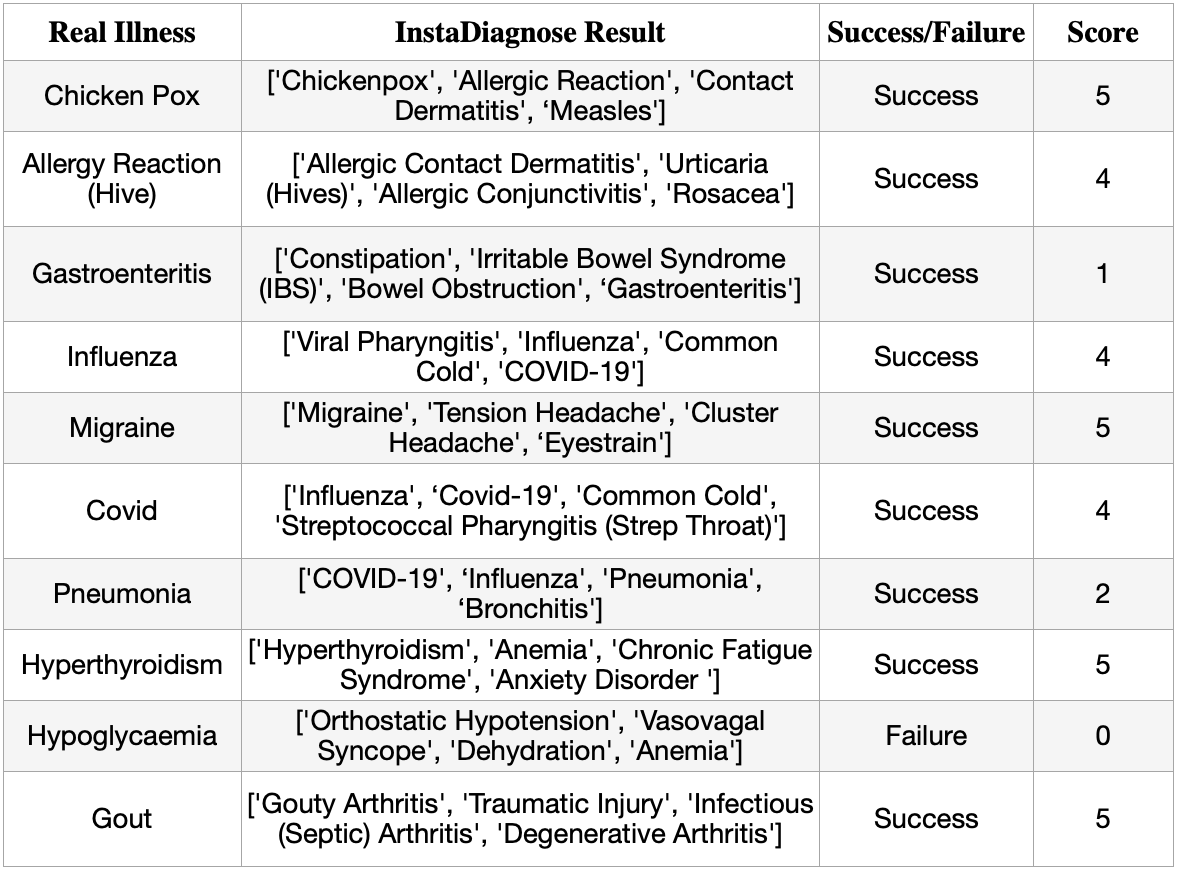 Real Illness InstaDiagnose Result Success/Failure Score
Chicken Pox ['Chickenpox', 'Allergic Reaction', 'Contact
Dermatitis', ‘Measles'] Success 5
Allergy Reaction
(Hive) ['Allergic Contact Dermatitis', 'Urticaria
(Hives)', 'Allergic Conjunctivitis', 'Rosacea'] Success 4
Gastroenteritis ['Constipation', 'Irritable Bowel Syndrome
(IBS)', 'Bowel Obstruction', ‘Gastroenteritis'] Success 1
Influenza ['Viral Pharyngitis', 'Influenza', 'Common
Cold', 'COVID-19'] Success 4
Migraine ['Migraine', 'Tension Headache', 'Cluster
Headache', ‘Eyestrain'] Success 5
Covid ['Influenza', ‘Covid-19', 'Common Cold',
'Streptococcal Pharyngitis (Strep Throat)'] Success 4
Pneumonia ['COVID-19', ‘Influenza', 'Pneumonia',
‘Bronchitis'] Success 2
Hyperthyroidism ['Hyperthyroidism', 'Anemia', 'Chronic Fatigue
Syndrome', 'Anxiety Disorder '] Success 5
Hypoglycaemia ['Orthostatic Hypotension', 'Vasovagal
Syncope', 'Dehydration', 'Anemia'] Failure 0
Gout ['Gouty Arthritis', 'Traumatic Injury', 'Infectious
(Septic) Arthritis', 'Degenerative Arthritis'] Success 5